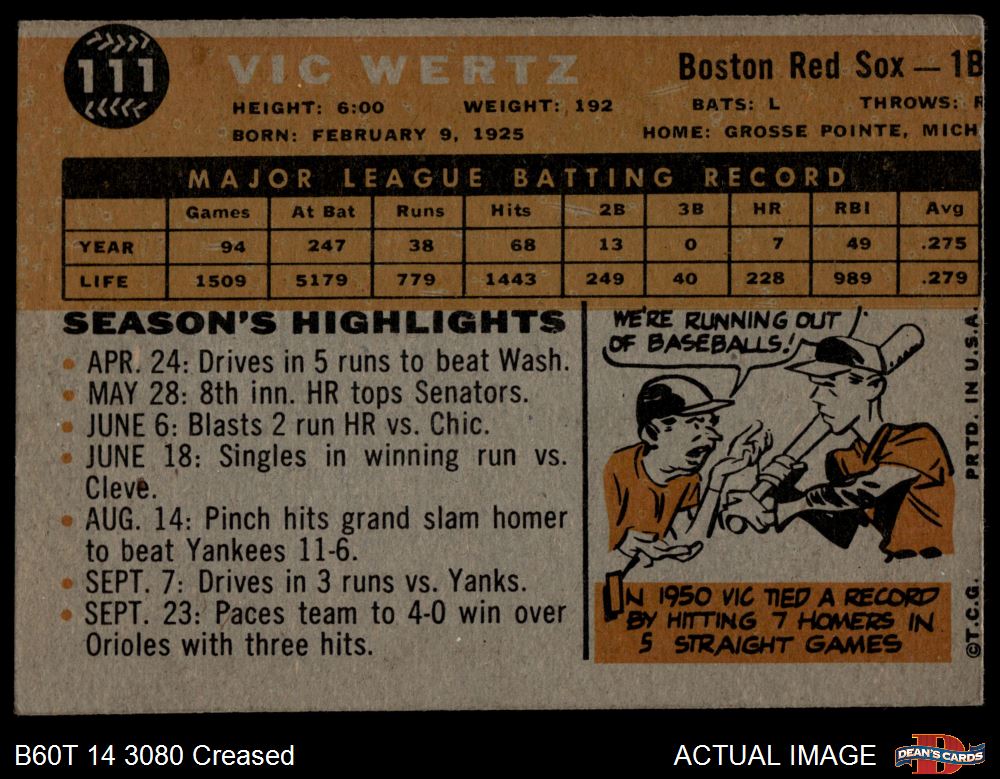 111
VIC WERTZ
Boston Red Sox — 1B
HEIGHT: 6:00 WEIGHT: 192 BATS: L THROWS: R
BORN: FEBRUARY 9, 1925 HOME: GROSSE POINTE, MICH
MAJOR LEAGUE BATTING RECORD
Games At Bat Runs Hits 2B 3B HR RBI Avg
YEAR 94 247 38 68 13 0 7 49 .275
LIFE 1509 5179 779 1443 249 40 228 989 .279
SEASON'S HIGHLIGHTS
• APR. 24: Drives in 5 runs to beat Wash.
• MAY 28: 8th inn. HR tops Senators.
• JUNE 6: Blasts 2 run HR vs. Chic.
• JUNE 18: Singles in winning run vs.
Cleve.
• AUG. 14: Pinch hits grand slam homer
to beat Yankees 11-6.
• SEPT. 7: Drives in 3 runs vs. Yanks.
• SEPT. 23: Paces team to 4-0 win over
Orioles with three hits.
WE'RE RUNNING OUT
OF BASEBALLS!
IN 1950 VIC TIED A RECORD
BY HITTING 7 HOMERS IN
5 STRAIGHT GAMES
©T.C.G. PRTD. IN U.S.A.
B60T 14 3080 Creased
ACTUAL IMAGE
DEAN'S CARDS